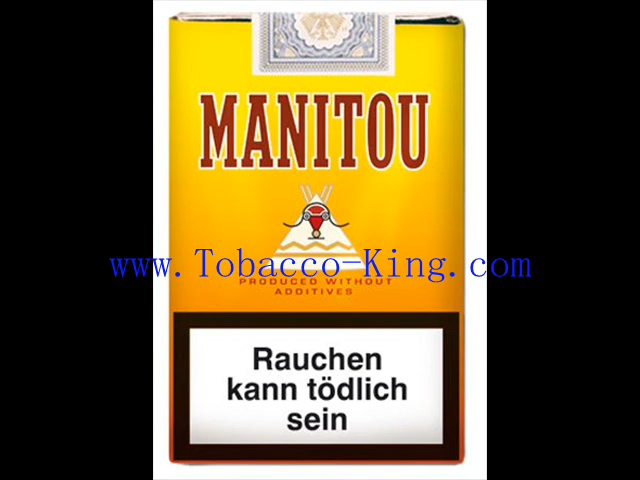 MANITOU
www.Tobacco-King.com
PRODUCED WITHOUT
ADDITIVES
Rauchen
kann tödlich
sein